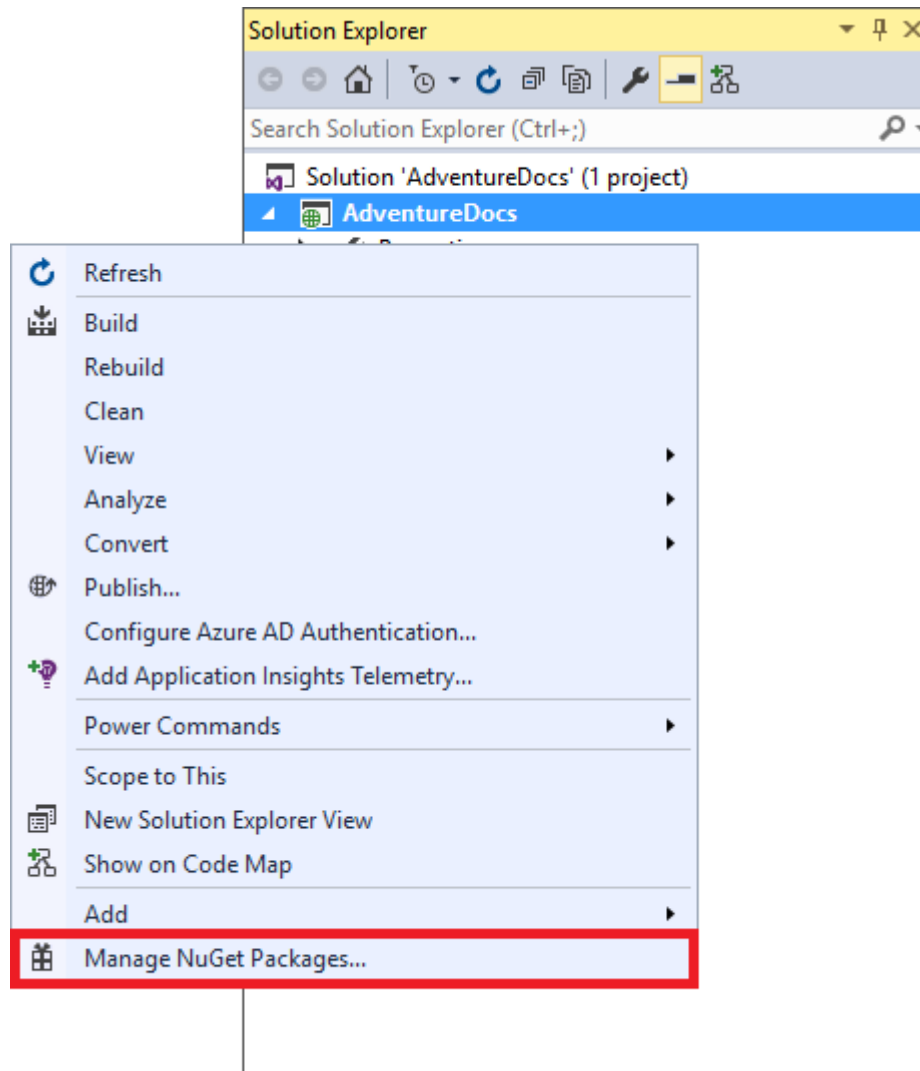 Solution Explorer
Search Solution Explorer (Ctrl+;)
Solution 'AdventureDocs' (1 project)
AdventureDocs
Refresh
Build
Rebuild
Clean
View
Analyze
Convert
Publish...
Configure Azure AD Authentication...
Add Application Insights Telemetry...
Power Commands
Scope to This
New Solution Explorer View
Show on Code Map
Add
Manage NuGet Packages...